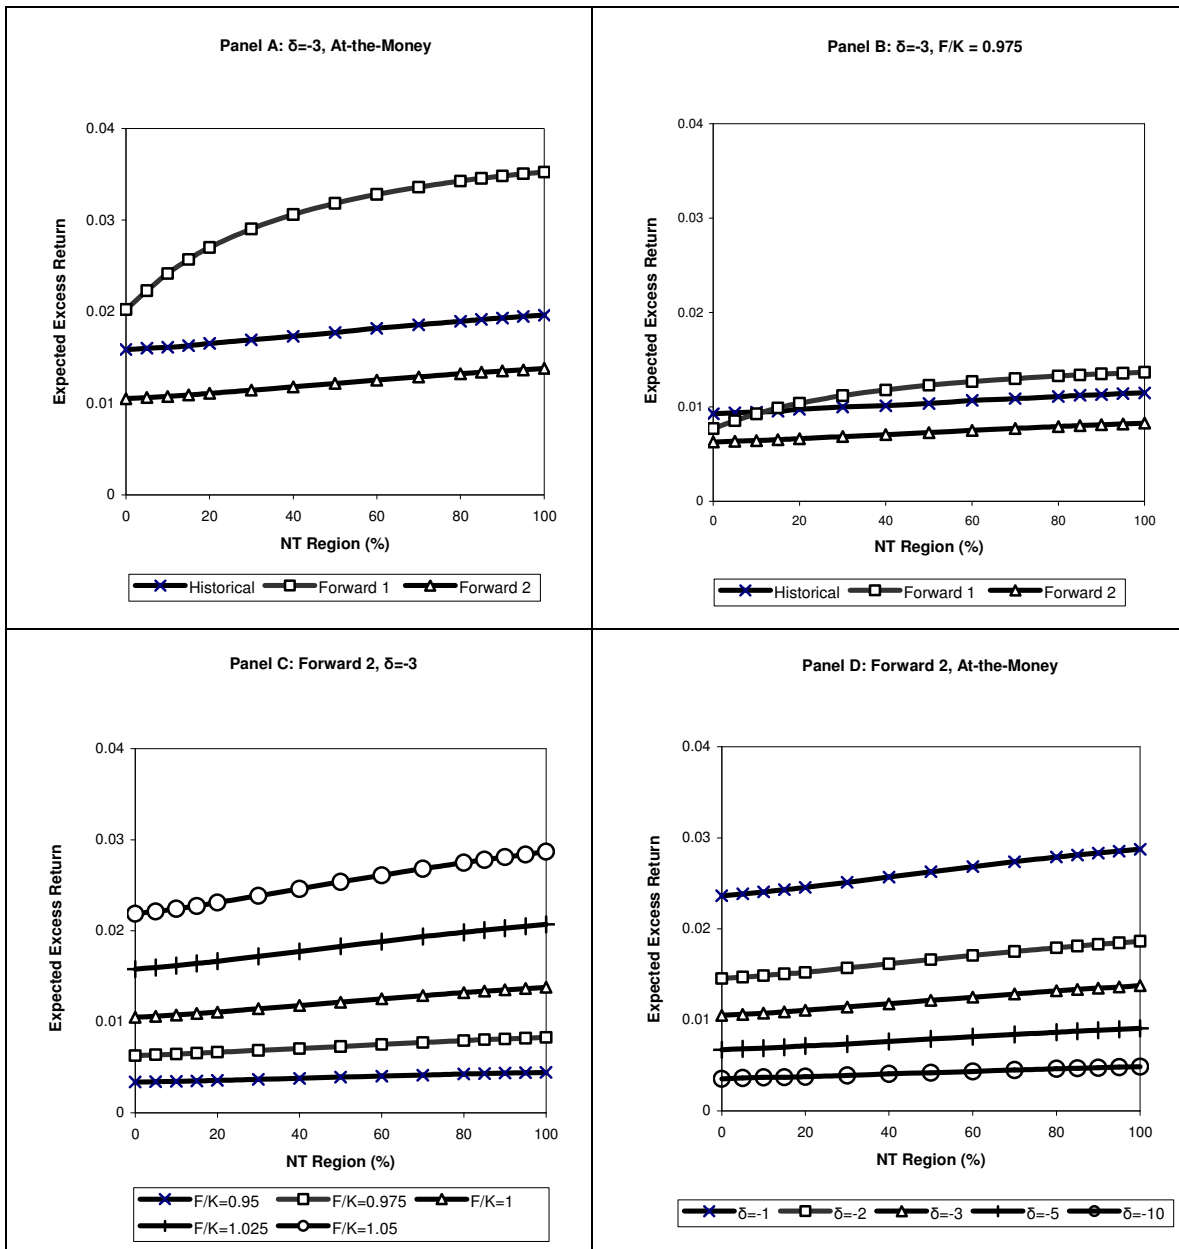 Panel A: δ=-3, At-the-Money
0.04
0.03
0.02
0.01
0
Expected Excess Return
0 20 40 60 80 100
NT Region (%)
Historical Forward 1 Forward 2
Panel B: δ=-3, F/K = 0.975
0.04
0.03
0.02
0.01
0
Expected Excess Return
0 20 40 60 80 100
NT Region (%)
Historical Forward 1 Forward 2
Panel C: Forward 2, δ=-3
0.04
0.03
0.02
0.01
0
Expected Excess Return
0 20 40 60 80 100
NT Region (%)
F/K=0.95 F/K=0.975 F/K=1
F/K=1.025 F/K=1.05
Panel D: Forward 2, At-the-Money
0.04
0.03
0.02
0.01
0
Expected Excess Return
0 20 40 60 80 100
NT Region (%)
δ=-1 δ=-2 δ=-3 δ=-5 δ=-10